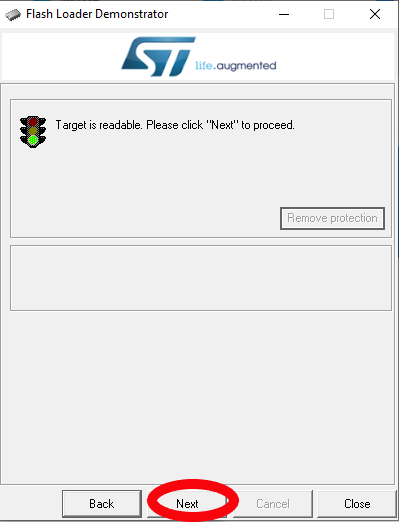 Flash Loader Demonstrator
ST
life.augmented
Target is readable. Please click "Next" to proceed.
Remove protection
Back
Next
Cancel
Close